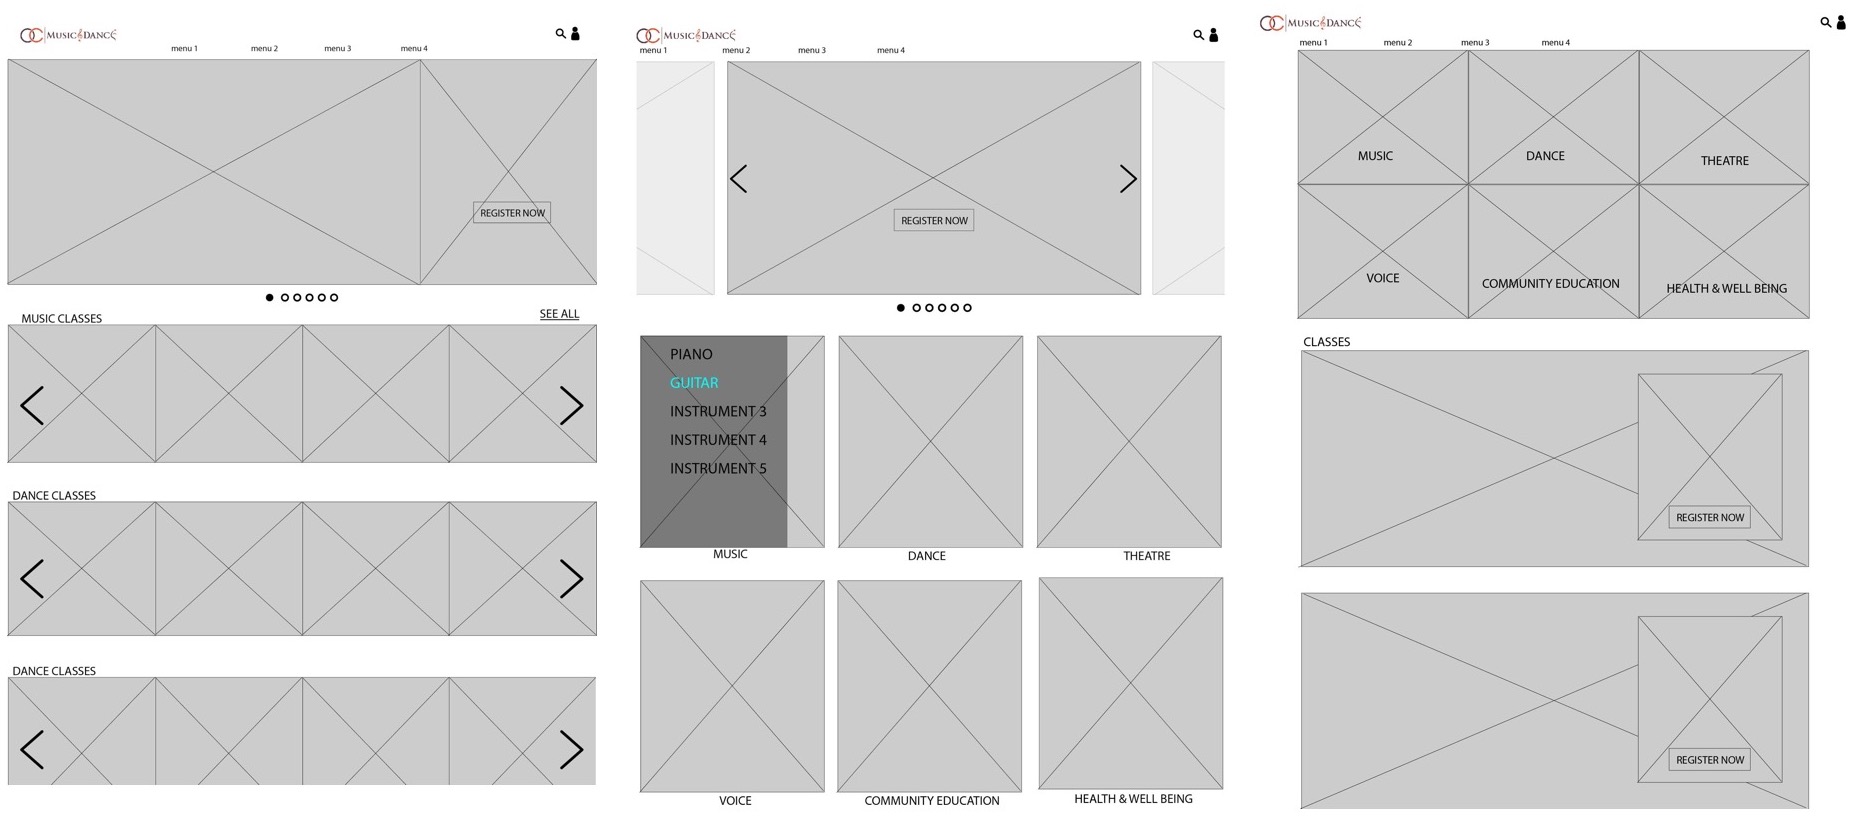 OC MUSIC & DANCE
menu 1 menu 2 menu 3 menu 4
REGISTER NOW
MUSIC CLASSES SEE ALL
DANCE CLASSES
DANCE CLASSES
OC MUSIC & DANCE
menu 1 menu 2 menu 3 menu 4
REGISTER NOW
PIANO
GUITAR
INSTRUMENT 3
INSTRUMENT 4
INSTRUMENT 5
MUSIC DANCE THEATRE
VOICE COMMUNITY EDUCATION HEALTH & WELL BEING
OC MUSIC & DANCE
menu 1 menu 2 menu 3 menu 4
MUSIC DANCE THEATRE
VOICE COMMUNITY EDUCATION HEALTH & WELL BEING
CLASSES
REGISTER NOW
REGISTER NOW